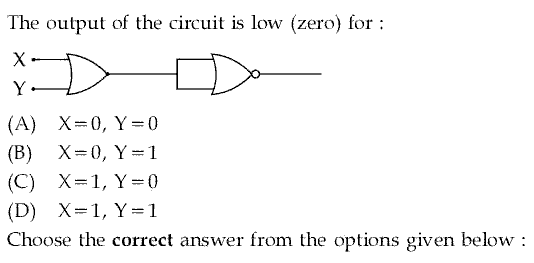 The output of the circuit is low (zero) for :
X
Y
(A) X=0, Y=0
(B) X=0, Y=1
(C) X=1, Y=0
(D) X=1, Y=1
Choose the correct answer from the options given below :